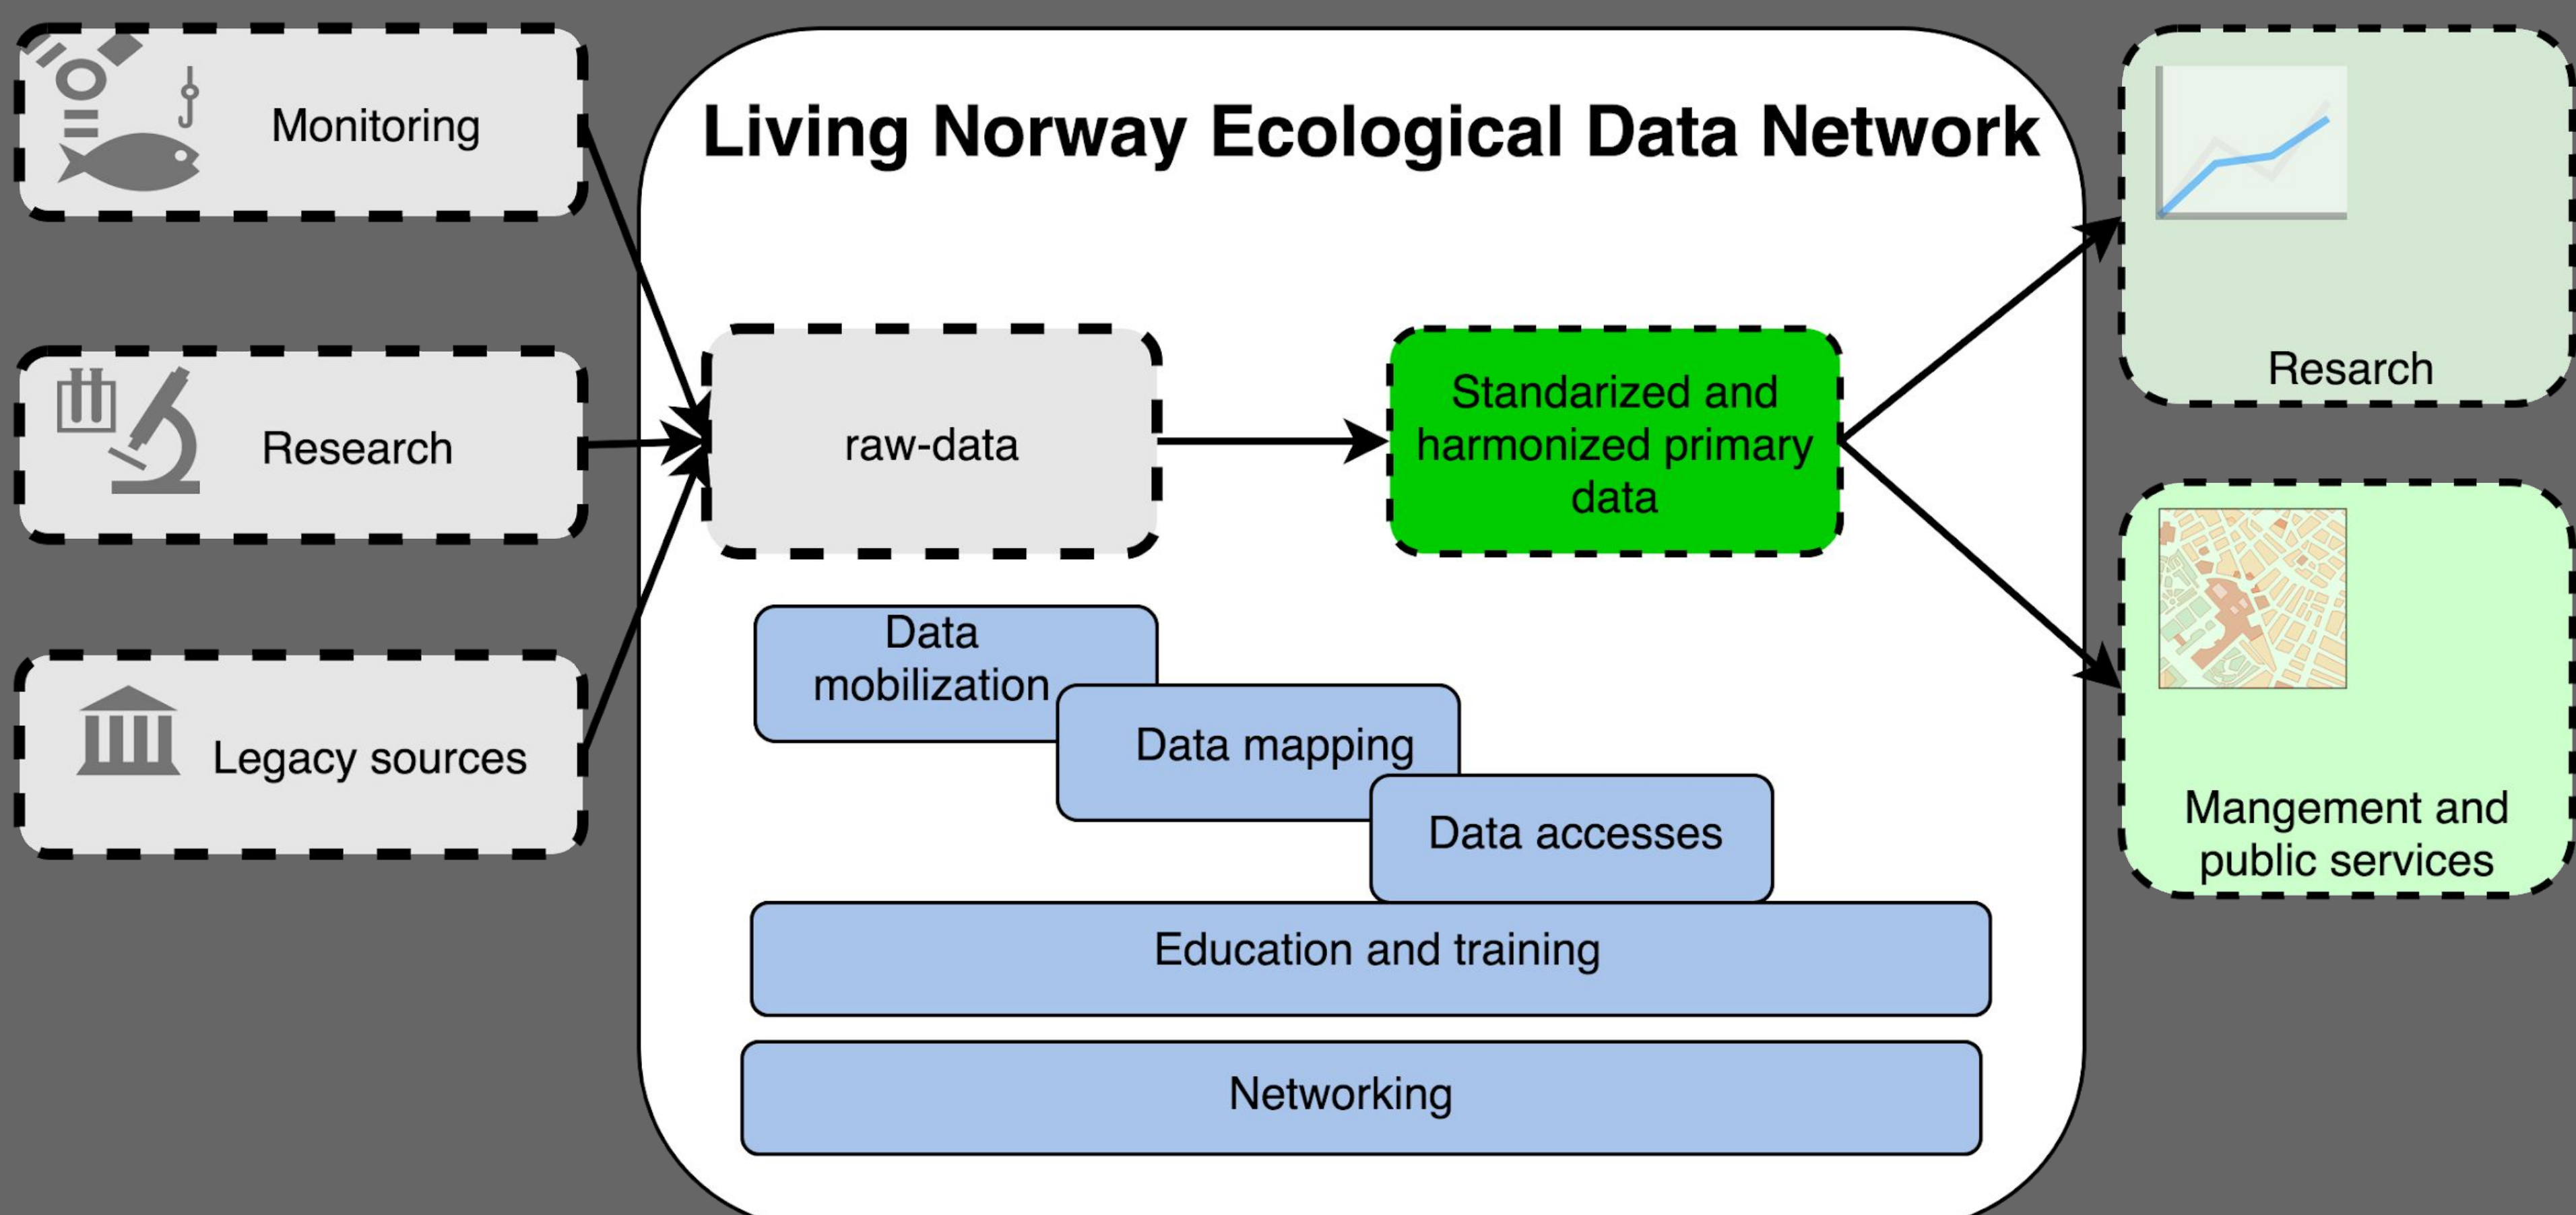 Monitoring
Research
Legacy sources
Living Norway Ecological Data Network
raw-data
Standarized and
harmonized primary
data
Data
mobilization
Data mapping
Data accesses
Education and training
Networking
Resarch
Mangement and
public services